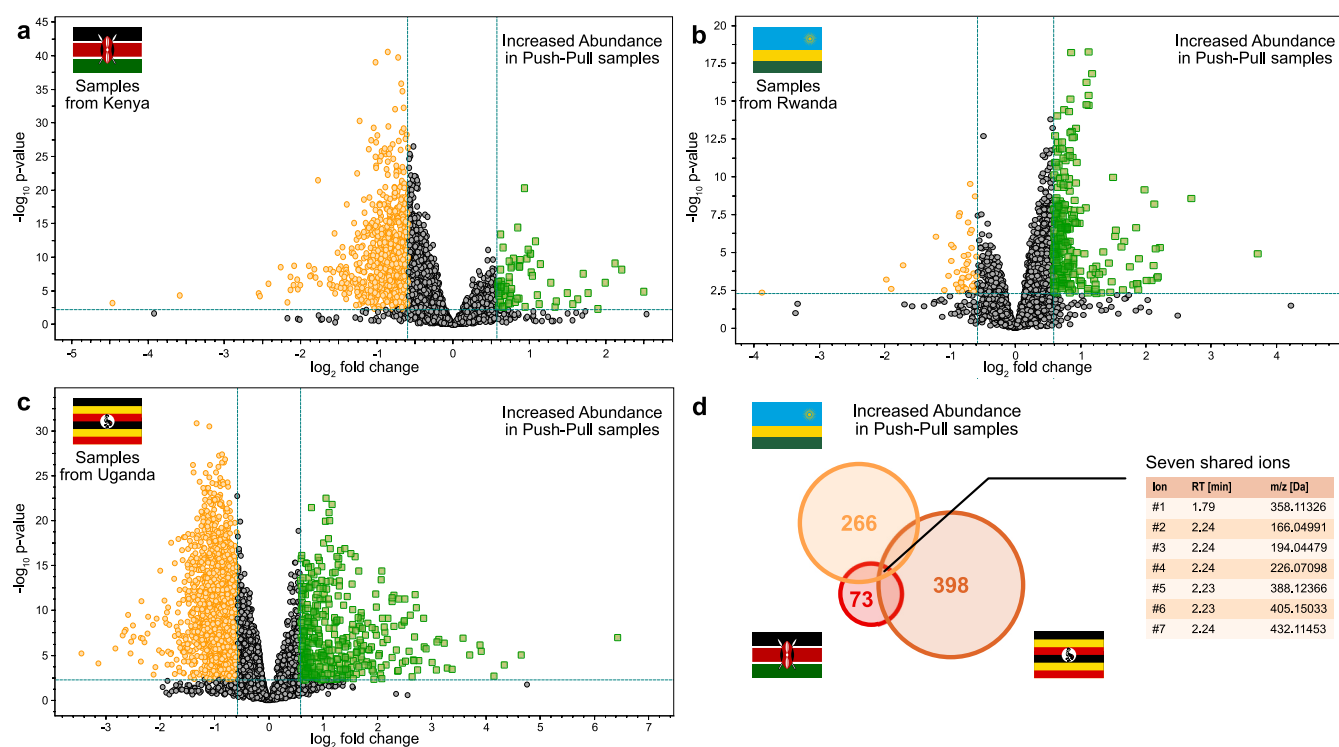 a
Samples
from Kenya
Increased Abundance
in Push-Pull samples
45
40
35
30
25
20
15
10
5
0
-log10 p-value
-5
-4
-3
-2
-1
0
1
2
log2 fold change
b
Samples
from Rwanda
Increased Abundance
in Push-Pull samples
20
17.5
15
12.5
10
7.5
5
2.5
0
-log10 p-value
-4
-3
-2
-1
0
1
2
3
4
log2 fold change
c
Samples
from Uganda
Increased Abundance
in Push-Pull samples
30
25
20
15
10
5
0
-log10 p-value
-3
-2
-1
0
1
2
3
4
5
6
7
log2 fold change
d
Increased Abundance
in Push-Pull samples
266
73
398
Seven shared ions
Ion RT [min] m/z [Da]
#1 1.79 358.11326
#2 2.24 166.04991
#3 2.24 194.04479
#4 2.24 226.07098
#5 2.23 388.12366
#6 2.23 405.15033
#7 2.24 432.11453